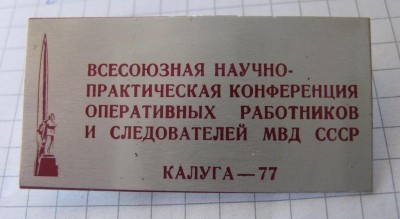 ВСЕСОЮЗНАЯ НАУЧНО-
ПРАКТИЧЕСКАЯ КОНФЕРЕНЦИЯ
ОПЕРАТИВНЫХ РАБОТНИКОВ
И СЛЕДОВАТЕЛЕЙ МВД СССР
КАЛУГА—77